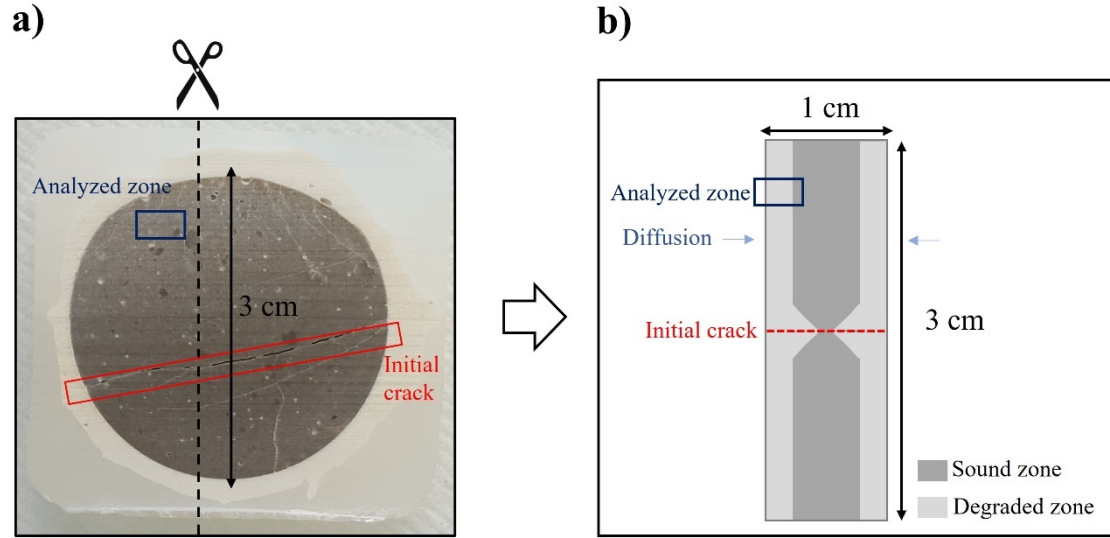 a)
Analyzed zone
3 cm
Initial
crack
b)
1 cm
Analyzed zone
Diffusion
Initial crack
3 cm
Sound zone
Degraded zone